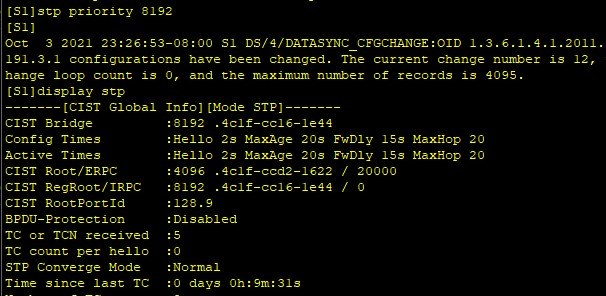 [S1]stp priority 8192
[S1]
Oct  3 2021 23:26:53-08:00 S1 DS/4/DATASYNC_CFGCHANGE:OID 1.3.6.1.4.1.2011.
191.3.1 configurations have been changed. The current change number is 12,
hange loop count is 0, and the maximum number of records is 4095.
[S1]display stp
-------[CIST Global Info][Mode STP]-------
CIST Bridge         :8192 .4c1f-cc16-1e44
Config Times        :Hello 2s MaxAge 20s FwDly 15s MaxHop 20
Active Times        :Hello 2s MaxAge 20s FwDly 15s MaxHop 20
CIST Root/ERPC      :4096 .4c1f-ccd2-1622 / 20000
CIST RegRoot/IRPC   :8192 .4c1f-cc16-1e44 / 0
CIST RootPortId     :128.9
BPDU-Protection     :Disabled
TC or TCN received  :5
TC count per hello  :0
STP Converge Mode   :Normal
Time since last TC  :0 days 0h:9m:31s